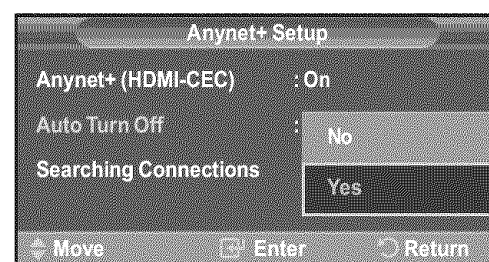 Anynet+ Setup
Anynet+ (HDMI-CEC) : On
Auto Turn Off : No
Yes
Searching Connections
Move Enter Return